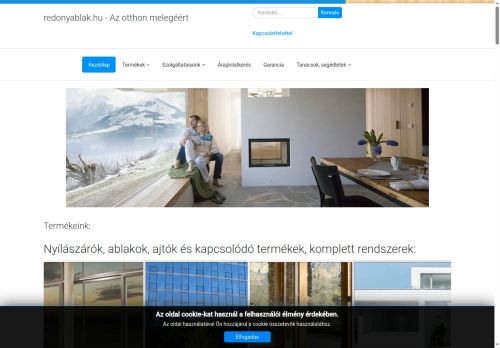 redonyablak.hu - Az otthon melegéért
Keresés...
Keresés
Kapcsolatfelvétel
Kezdőlap
Termékek
Szolgáltatásaink
Árajánlatkérés
Garancia
Tanácsok, segédletek
Termékeink:
Nyílászárók, ablakok, ajtók és kapcsolódó termékek, komplett rendszerek:
Az oldal cookie-kat használ a felhasználói élmény érdekében.
Az oldal használatával Ön hozzájárul a cookie összetevők használatához.
Elfogadás